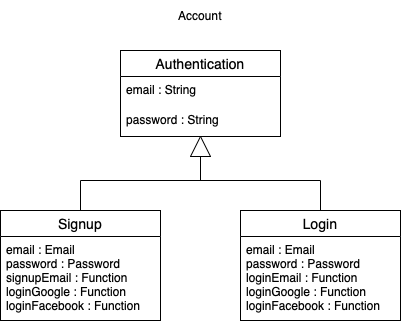 Account
Authentication
email : String
password : String
Signup
email : Email
password : Password
signupEmail : Function
loginGoogle : Function
loginFacebook : Function
Login
email : Email
password : Password
loginEmail : Function
loginGoogle : Function
loginFacebook : Function